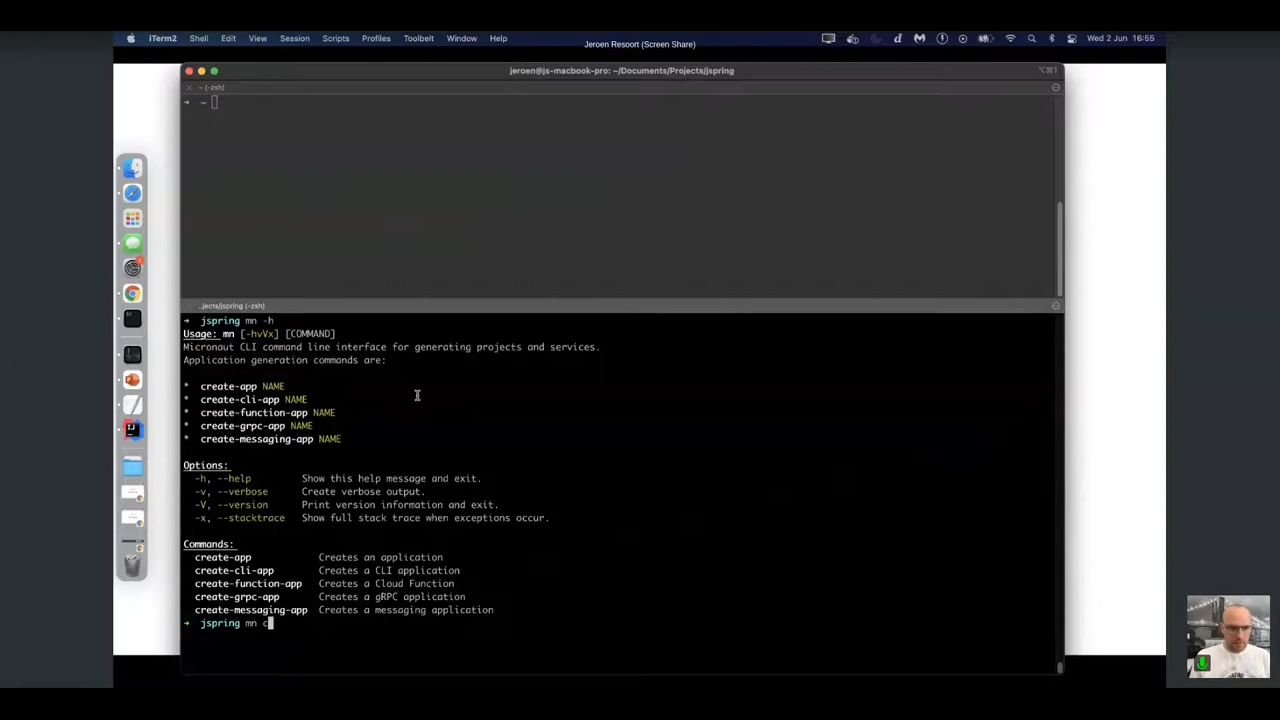 iTerm2 Shell Edit View Session Scripts Profiles Toolbelt Window Help
Wed 2 Jun 16:55
Jeroen Resoort (Screen Share)
jeroen@js-macbook-pro: ~/Documents/Projects/jspring
⌥⌘1
~ (-zsh)
➜ ~
..jects/jspring (-zsh)
➜ jspring mn -h
Usage: mn [-hvVx] [COMMAND]
Micronaut CLI command line interface for generating projects and services.
Application generation commands are:
* create-app NAME
* create-cli-app NAME
* create-function-app NAME
* create-grpc-app NAME
* create-messaging-app NAME
Options:
-h, --help Show this help message and exit.
-v, --verbose Create verbose output.
-V, --version Print version information and exit.
-x, --stacktrace Show full stack trace when exceptions occur.
Commands:
create-app Creates an application
create-cli-app Creates a CLI application
create-function-app Creates a Cloud Function
create-grpc-app Creates a gRPC application
create-messaging-app Creates a messaging application
➜ jspring mn c